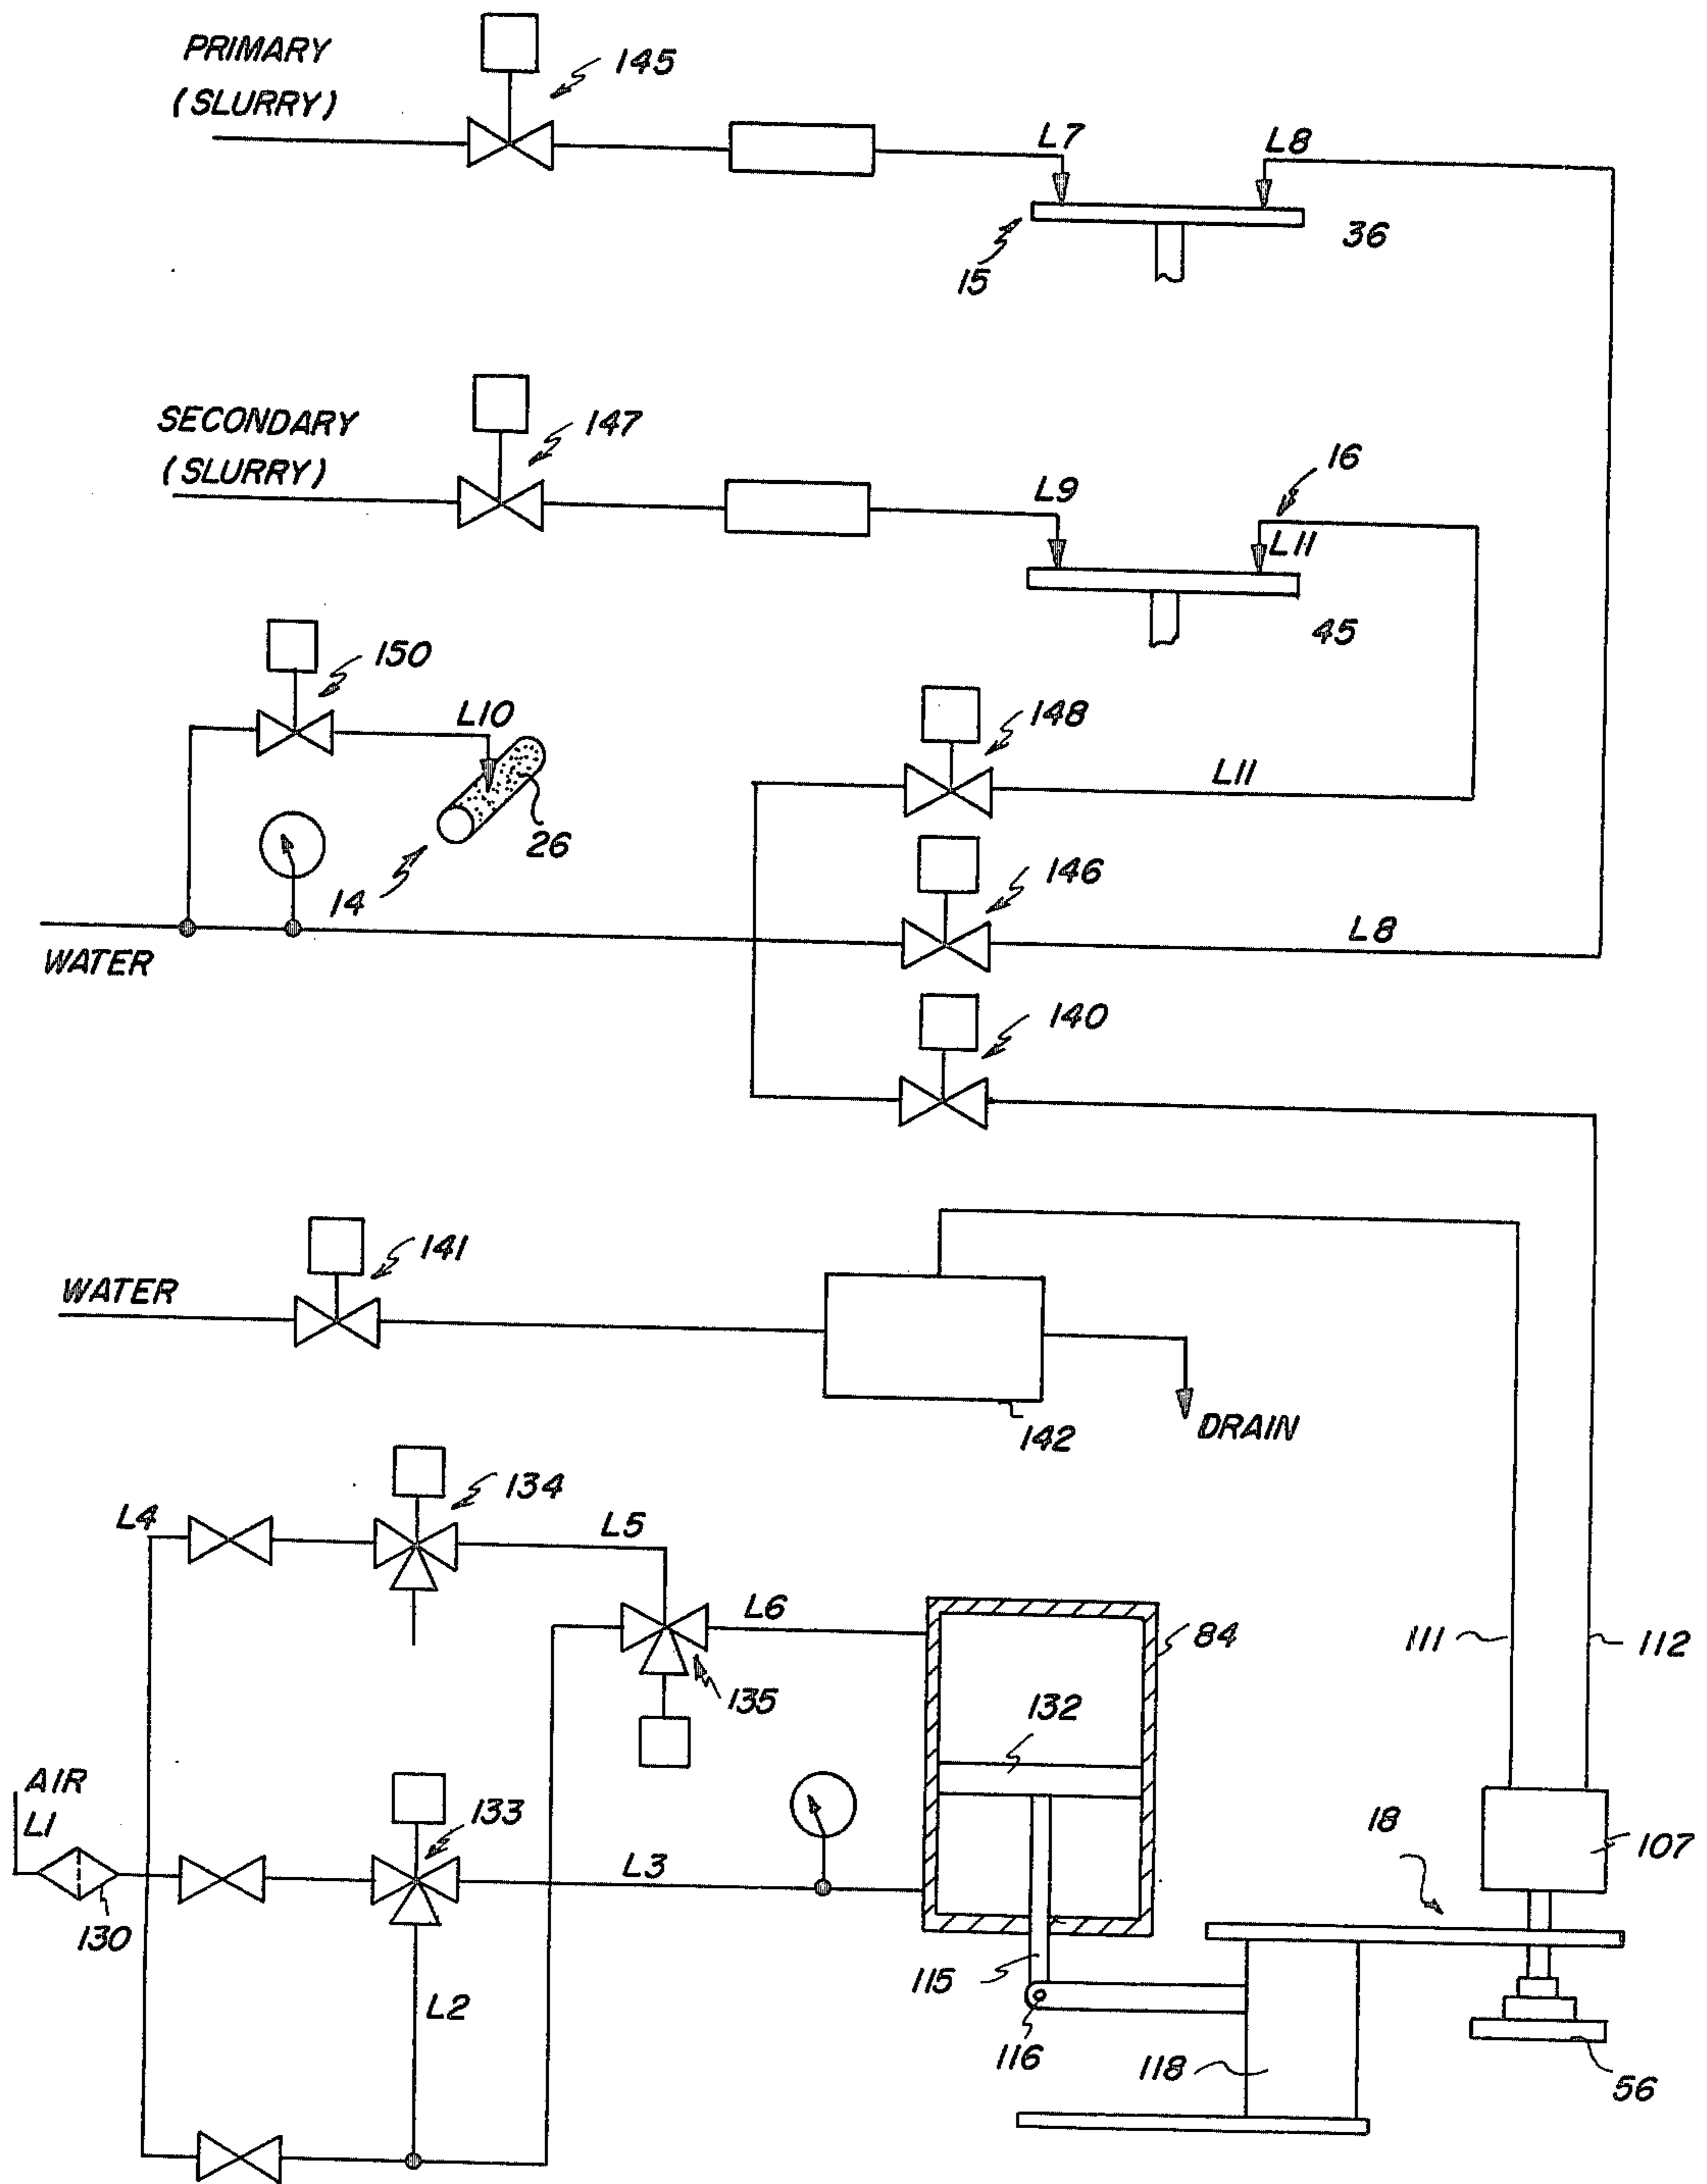 PRIMARY
(SLURRY)
145
L7
L8
15
36
SECONDARY
(SLURRY)
147
L9
16
L11
45
150
L10
26
14
148
L11
146
L8
WATER
140
141
WATER
142
DRAIN
134
L4
L5
L6
84
111
112
135
132
AIR
L1
133
L3
18
107
130
115
L2
116
118
56